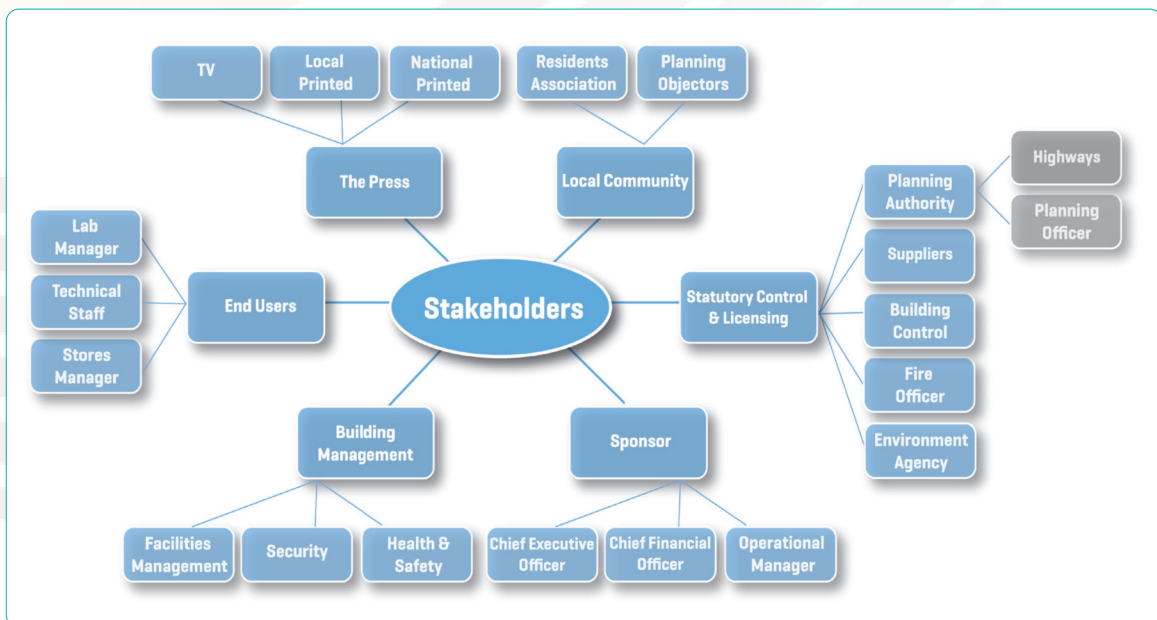 TV
Local
Printed
National
Printed
Residents
Association
Planning
Objectors
The Press
Local Community
Highways
Planning
Authority
Planning
Officer
Lab
Manager
Technical
Staff
Stores
Manager
End Users
Stakeholders
Statutory Control
& Licensing
Suppliers
Building
Control
Fire
Officer
Environment
Agency
Building
Management
Sponsor
Facilities
Management
Security
Health &
Safety
Chief Executive
Officer
Chief Financial
Officer
Operational
Manager